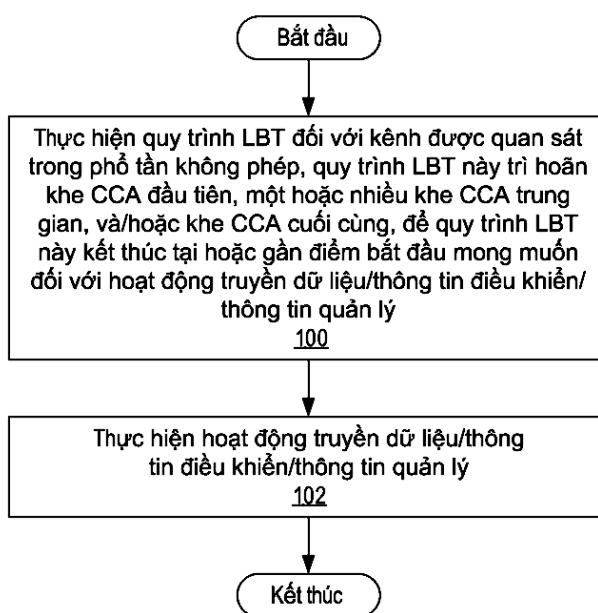 Bắt đầu
Thực hiện quy trình LBT đối với kênh được quan sát
trong phổ tần không phép, quy trình LBT này trì hoãn
khe CCA đầu tiên, một hoặc nhiều khe CCA trung
gian, và/hoặc khe CCA cuối cùng, để quy trình LBT
này kết thúc tại hoặc gần điểm bắt đầu mong muốn
đối với hoạt động truyền dữ liệu/thông tin điều khiển/
thông tin quản lý
100
Thực hiện hoạt động truyền dữ liệu/thông
tin điều khiển/thông tin quản lý
102
Kết thúc